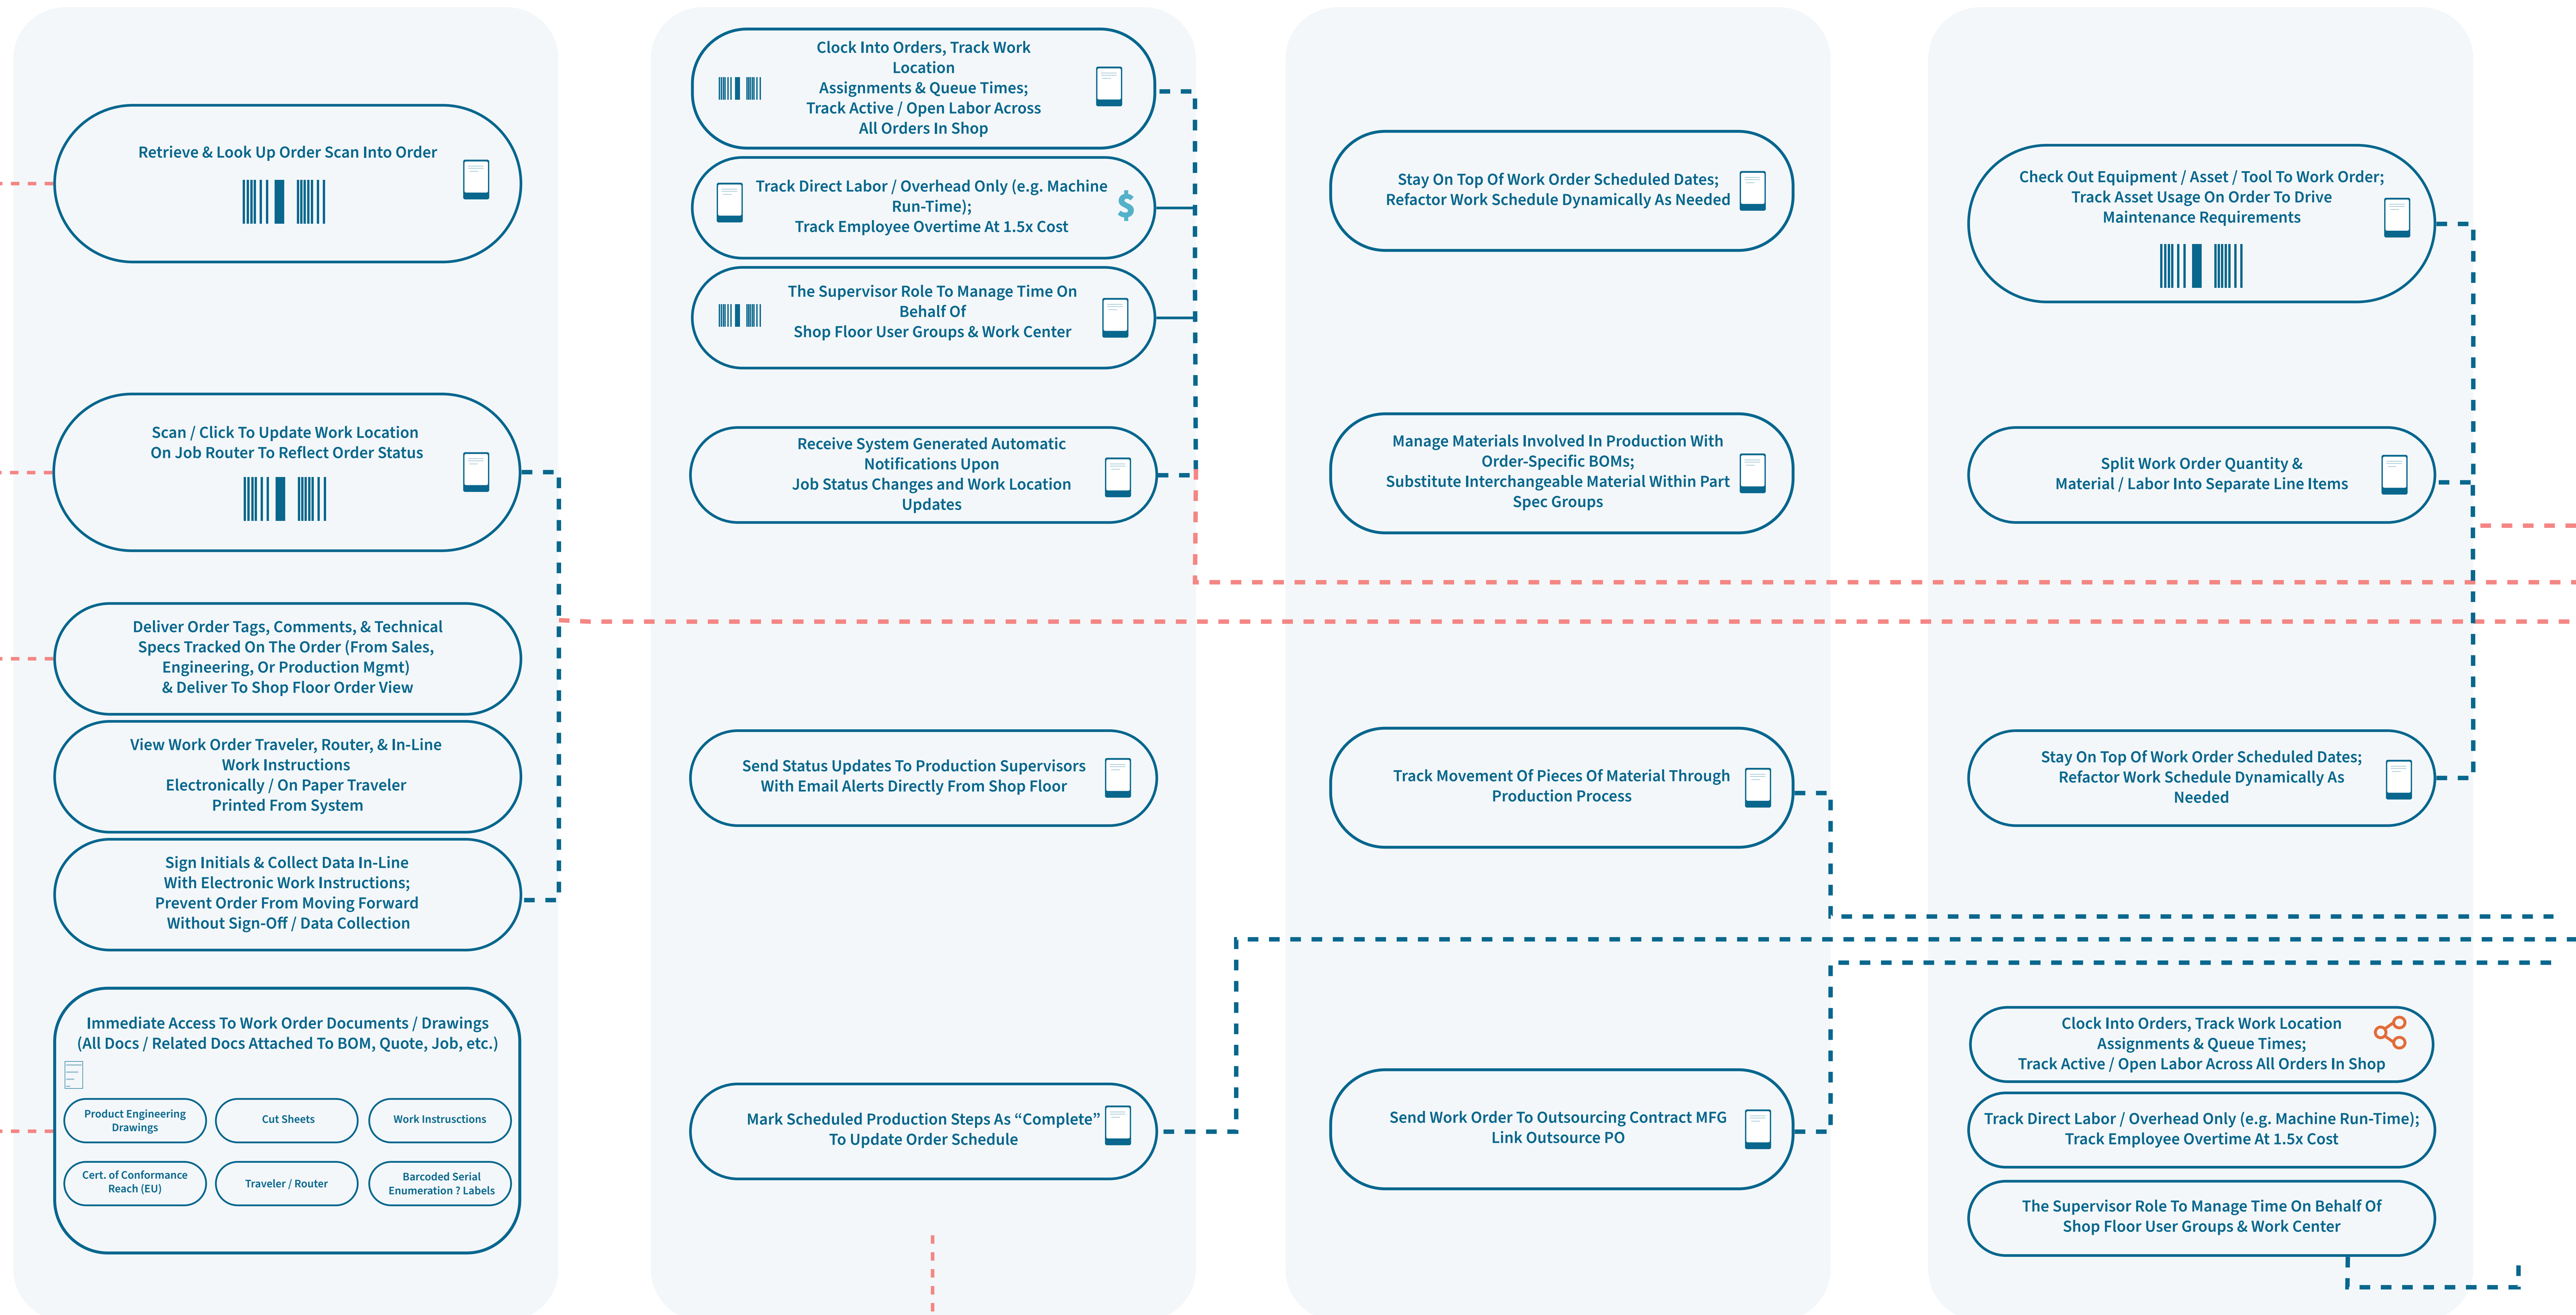 Retrieve & Look Up Order Scan Into Order
Scan / Click To Update Work Location
On Job Router To Reflect Order Status
Deliver Order Tags, Comments, & Technical
Specs Tracked On The Order (From Sales,
Engineering, Or Production Mgmt)
& Deliver To Shop Floor Order View
View Work Order Traveler, Router, & In-Line
Work Instructions
Electronically / On Paper Traveler
Printed From System
Sign Initials & Collect Data In-Line
With Electronic Work Instructions;
Prevent Order From Moving Forward
Without Sign-Off / Data Collection
Immediate Access To Work Order Documents / Drawings
(All Docs / Related Docs Attached To BOM, Quote, Job, etc.)
Product Engineering
Drawings
Cut Sheets
Work Instrusctions
Cert. of Conformance
Reach (EU)
Traveler / Router
Barcoded Serial
Enumeration ? Labels
Clock Into Orders, Track Work
Location
Assignments & Queue Times;
Track Active / Open Labor Across
All Orders In Shop
Track Direct Labor / Overhead Only (e.g. Machine
Run-Time);
Track Employee Overtime At 1.5x Cost
$
The Supervisor Role To Manage Time On
Behalf Of
Shop Floor User Groups & Work Center
Receive System Generated Automatic
Notifications Upon
Job Status Changes and Work Location
Updates
Send Status Updates To Production Supervisors
With Email Alerts Directly From Shop Floor
Mark Scheduled Production Steps As “Complete”
To Update Order Schedule
Stay On Top Of Work Order Scheduled Dates;
Refactor Work Schedule Dynamically As Needed
Manage Materials Involved In Production With
Order-Specific BOMs;
Substitute Interchangeable Material Within Part
Spec Groups
Track Movement Of Pieces Of Material Through
Production Process
Send Work Order To Outsourcing Contract MFG
Link Outsource PO
Check Out Equipment / Asset / Tool To Work Order;
Track Asset Usage On Order To Drive
Maintenance Requirements
Split Work Order Quantity &
Material / Labor Into Separate Line Items
Stay On Top Of Work Order Scheduled Dates;
Refactor Work Schedule Dynamically As
Needed
Clock Into Orders, Track Work Location
Assignments & Queue Times;
Track Active / Open Labor Across All Orders In Shop
Track Direct Labor / Overhead Only (e.g. Machine Run-Time);
Track Employee Overtime At 1.5x Cost
The Supervisor Role To Manage Time On Behalf Of
Shop Floor User Groups & Work Center